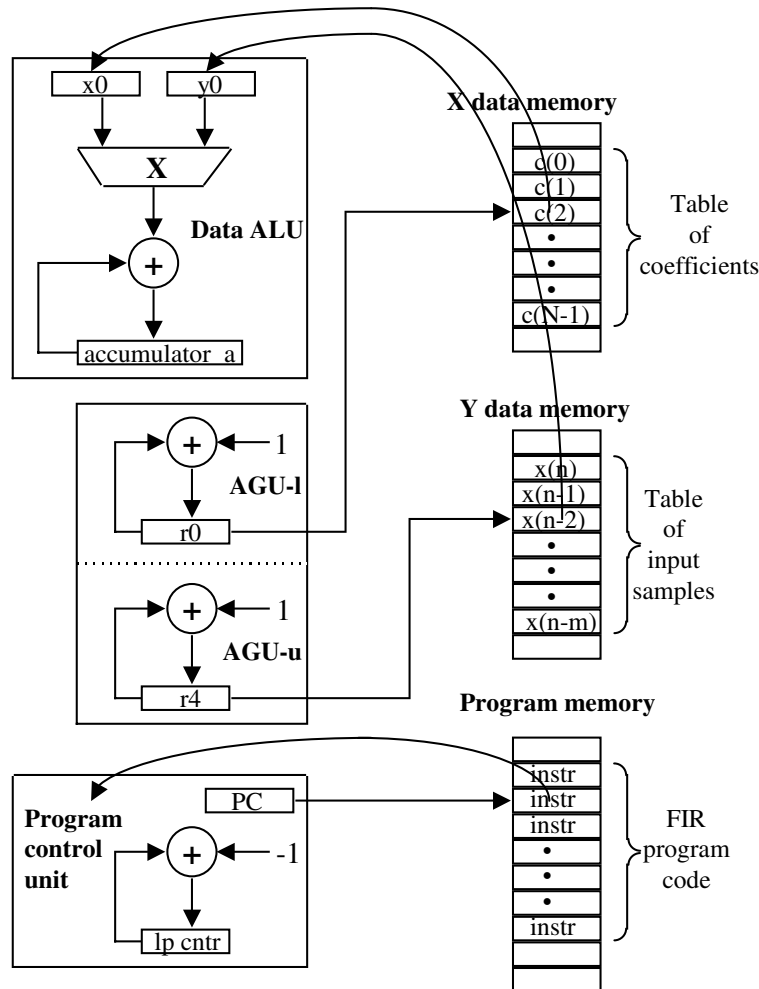 x0
y0
X
Data ALU
+
accumulator a
X data memory
c(0)
c(1)
c(2)
•
•
•
c(N-1)
Table
of
coefficients
+
1
AGU-l
r0
+
1
AGU-u
r4
Y data memory
x(n)
x(n-1)
x(n-2)
•
•
•
x(n-m)
Table
of
input
samples
Program
control
unit
PC
+
-1
lp cntr
Program memory
instr
instr
instr
•
•
•
instr
FIR
program
code